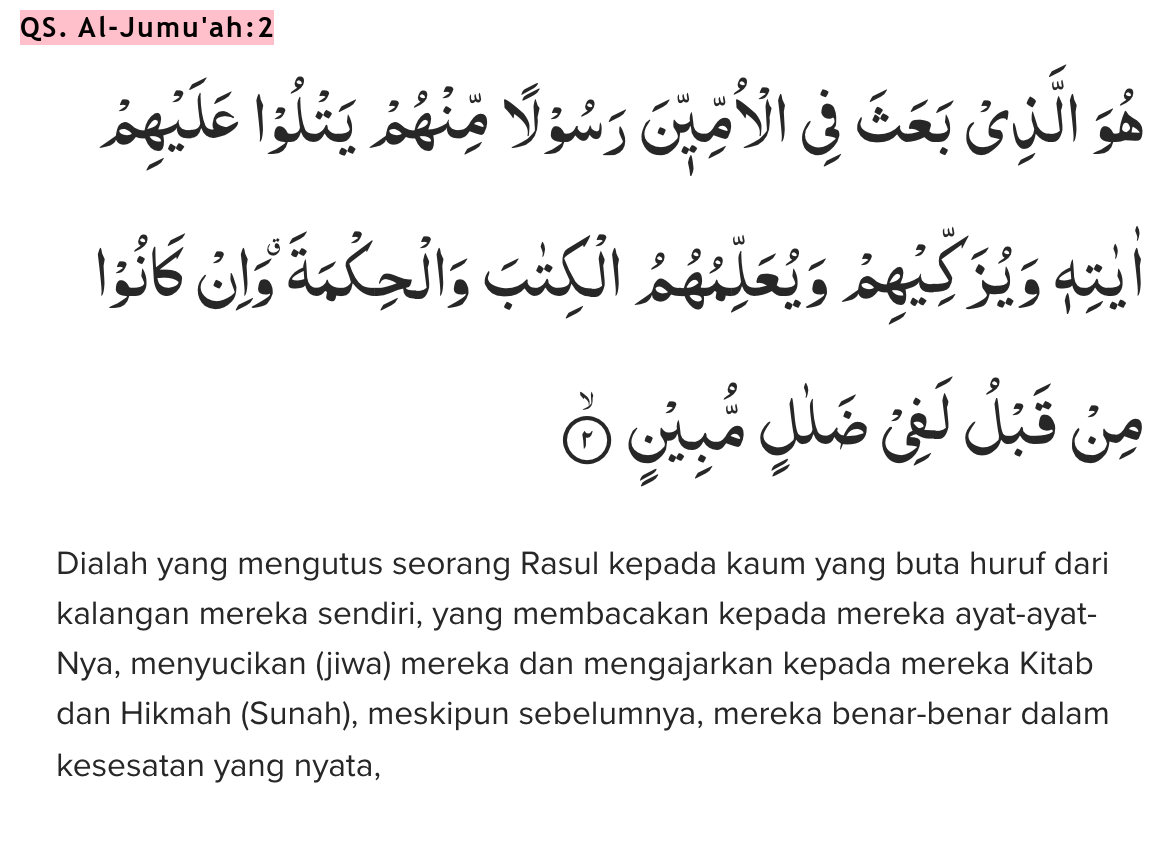 QS. Al-Jumu'ah:2
هُوَ الَّذِيْ بَعَثَ فِى الْاُمِّيّٖنَ رَسُوْلًا مِّنْهُمْ يَتْلُوْا عَلَيْهِمْ
اٰيٰتِهٖ وَيُزَكِّيْهِمْ وَيُعَلِّمُهُمُ الْكِتٰبَ وَالْحِكْمَةَ وَاِنْ كَانُوْاۗ
مِنْ قَبْلُ لَفِيْ ضَلٰلٍ مُّبِيْنٍۙ ٢
Dialah yang mengutus seorang Rasul kepada kaum yang buta huruf dari
kalangan mereka sendiri, yang membacakan kepada mereka ayat-ayat-
Nya, menyucikan (jiwa) mereka dan mengajarkan kepada mereka Kitab
dan Hikmah (Sunah), meskipun sebelumnya, mereka benar-benar dalam
kesesatan yang nyata,